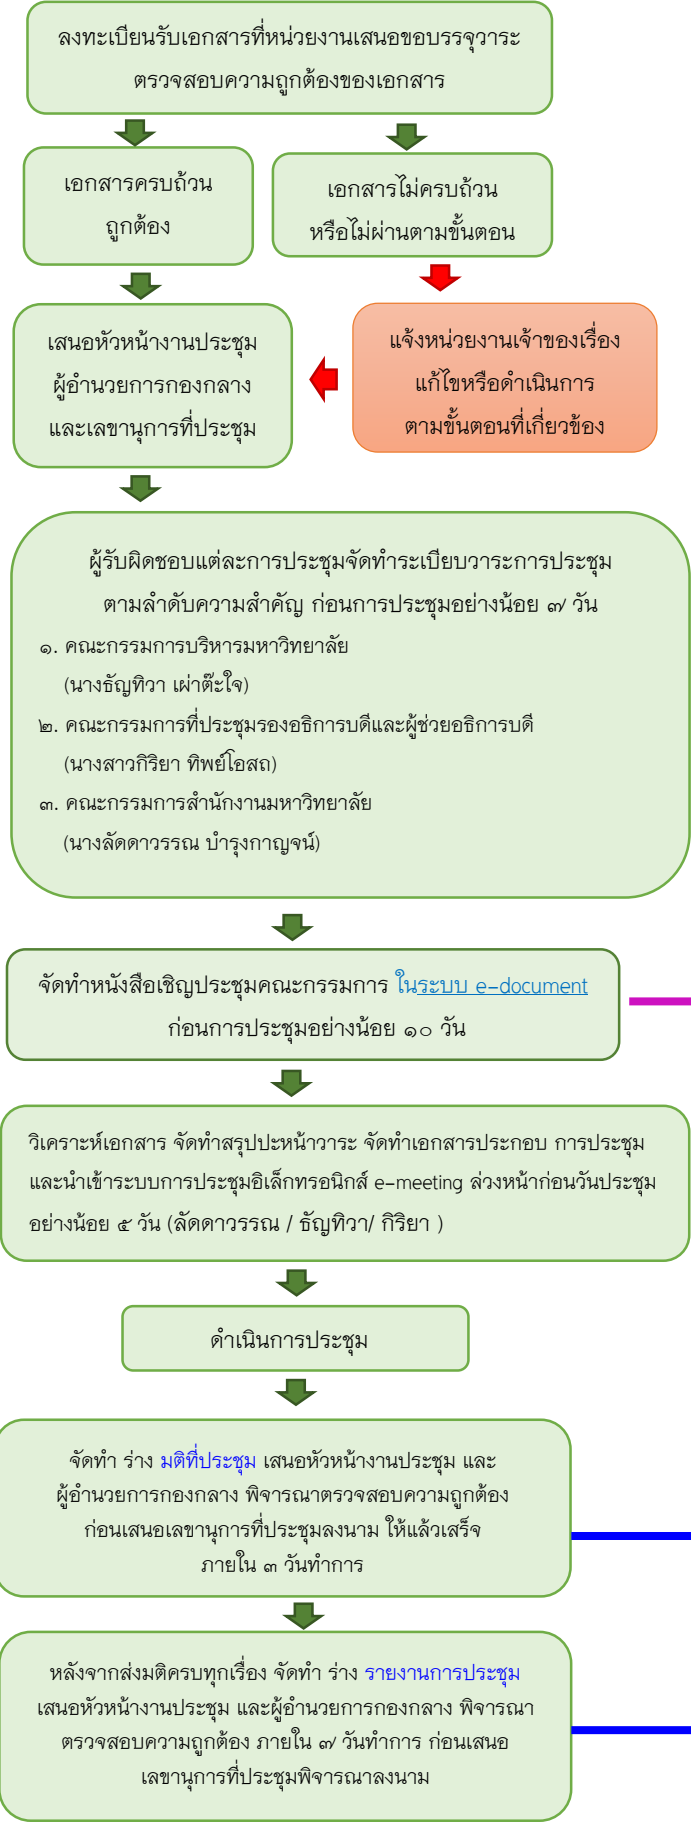 ลงทะเบียนรับเอกสารที่หน่วยงานเสนอขอบรรจุวาระ
ตรวจสอบความถูกต้องของเอกสาร
เอกสารครบถ้วน
ถูกต้อง
เอกสารไม่ครบถ้วน
หรือไม่ผ่านตามขั้นตอน
เสนอหัวหน้างานประชุม
ผู้อำนวยการกองกลาง
และเลขานุการที่ประชุม
แจ้งหน่วยงานเจ้าของเรื่อง
แก้ไขหรือดำเนินการ
ตามขั้นตอนที่เกี่ยวข้อง
ผู้รับผิดชอบแต่ละการประชุมจัดทำระเบียบวาระการประชุม
ตามลำดับความสำคัญ ก่อนการประชุมอย่างน้อย ๗ วัน
๑. คณะกรรมการบริหารมหาวิทยาลัย
(นางธัญทิวา เผ่าต๊ะใจ)
๒. คณะกรรมการที่ประชุมรองอธิการบดีและผู้ช่วยอธิการบดี
(นางสาวกิริยา ทิพย์โอสถ)
๓. คณะกรรมการสำนักงานมหาวิทยาลัย
(นางลัดดาวรรณ บำรุงกาญจน์)
จัดทำหนังสือเชิญประชุมคณะกรรมการ ในระบบ e-document
ก่อนการประชุมอย่างน้อย ๑๐ วัน
วิเคราะห์เอกสาร จัดทำสรุปปะหน้าวาระ จัดทำเอกสารประกอบ การประชุม
และนำเข้าระบบการประชุมอิเล็กทรอนิกส์ e-meeting ล่วงหน้าก่อนวันประชุม
อย่างน้อย ๕ วัน (ลัดดาวรรณ / ธัญทิวา/ กิริยา )
ดำเนินการประชุม
จัดทำ ร่าง มติที่ประชุม เสนอหัวหน้างานประชุม และ
ผู้อำนวยการกองกลาง พิจารณาตรวจสอบความถูกต้อง
ก่อนเสนอเลขานุการที่ประชุมลงนาม ให้แล้วเสร็จ
ภายใน ๓ วันทำการ
หลังจากส่งมติครบทุกเรื่อง จัดทำ ร่าง รายงานการประชุม
เสนอหัวหน้างานประชุม และผู้อำนวยการกองกลาง พิจารณา
ตรวจสอบความถูกต้อง ภายใน ๗ วันทำการ ก่อนเสนอ
เลขานุการที่ประชุมพิจารณาลงนาม